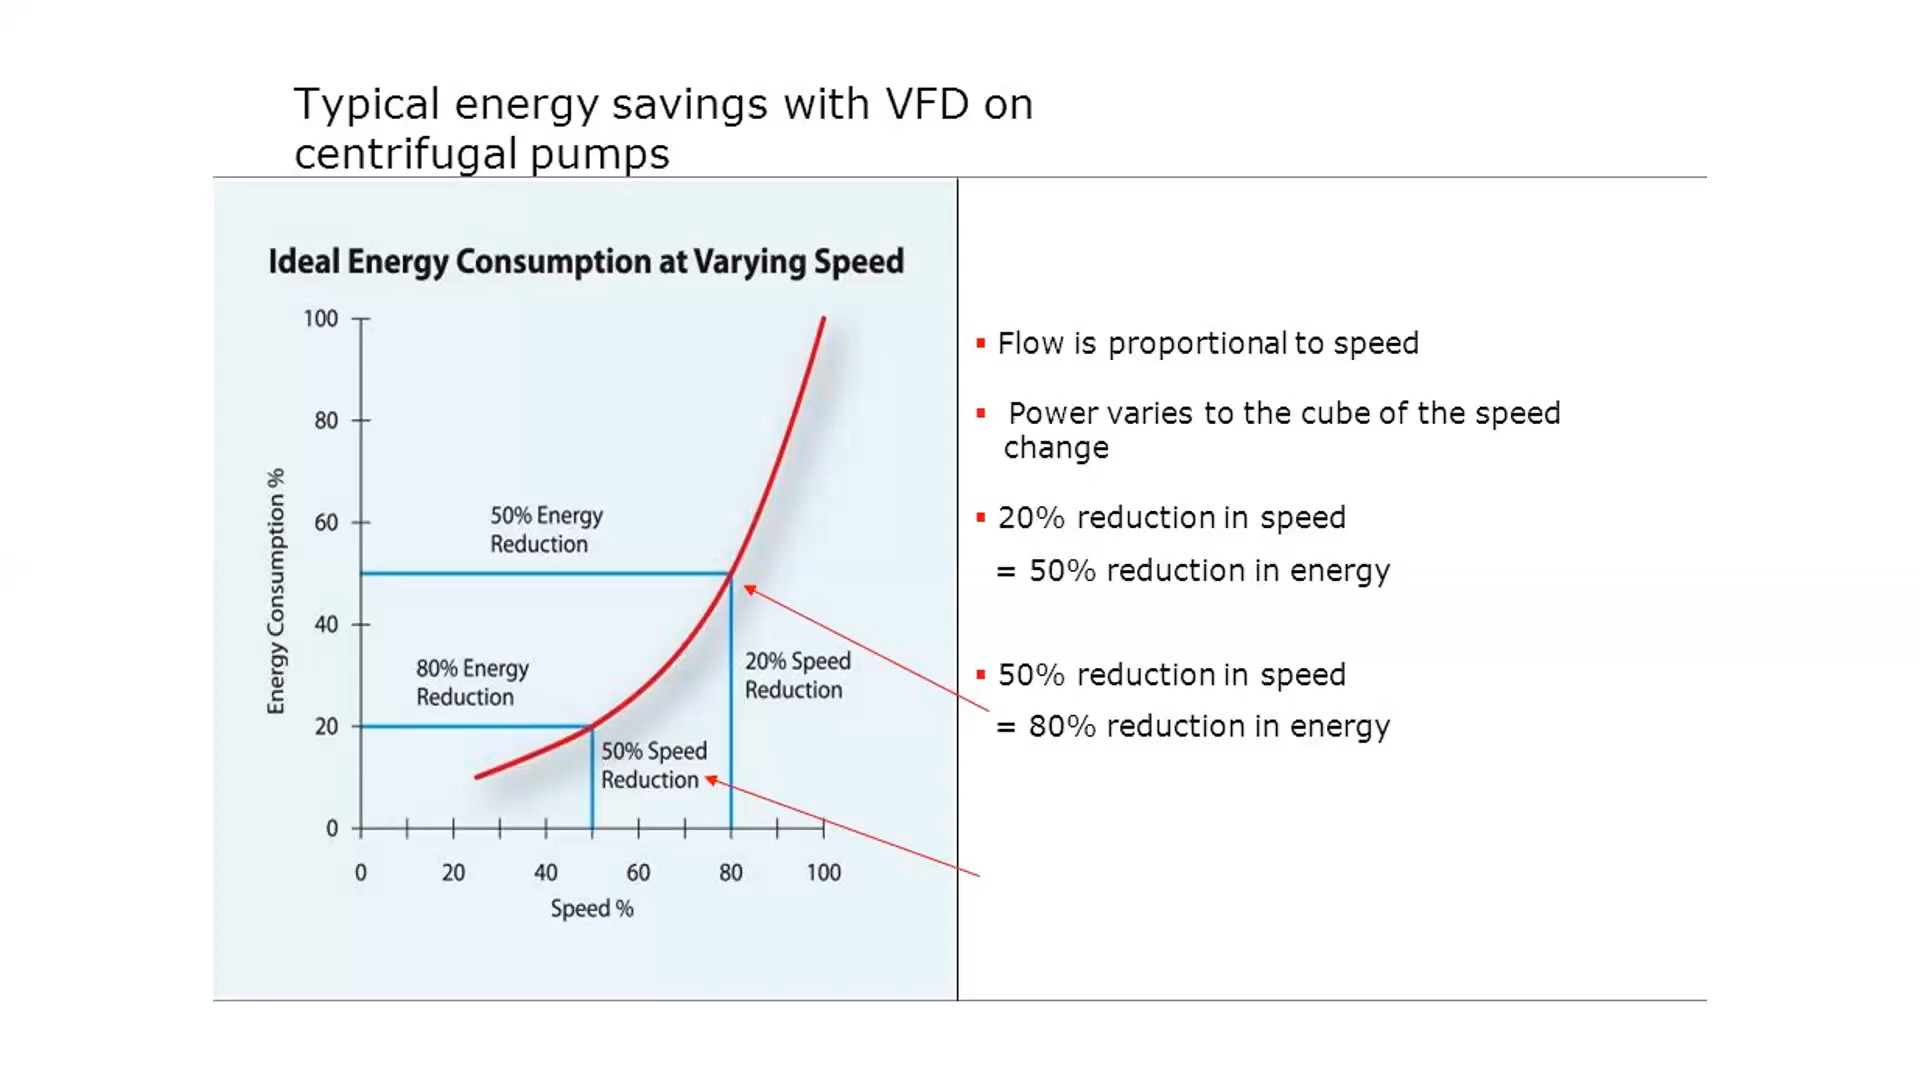 Typical energy savings with VFD on
centrifugal pumps
Ideal Energy Consumption at Varying Speed
100
80
60
40
20
0
Energy Consumption %
50% Energy
Reduction
80% Energy
Reduction
20% Speed
Reduction
50% Speed
Reduction
0 20 40 60 80 100
Speed %
▪ Flow is proportional to speed
▪ Power varies to the cube of the speed
change
▪ 20% reduction in speed
= 50% reduction in energy
▪ 50% reduction in speed
= 80% reduction in energy